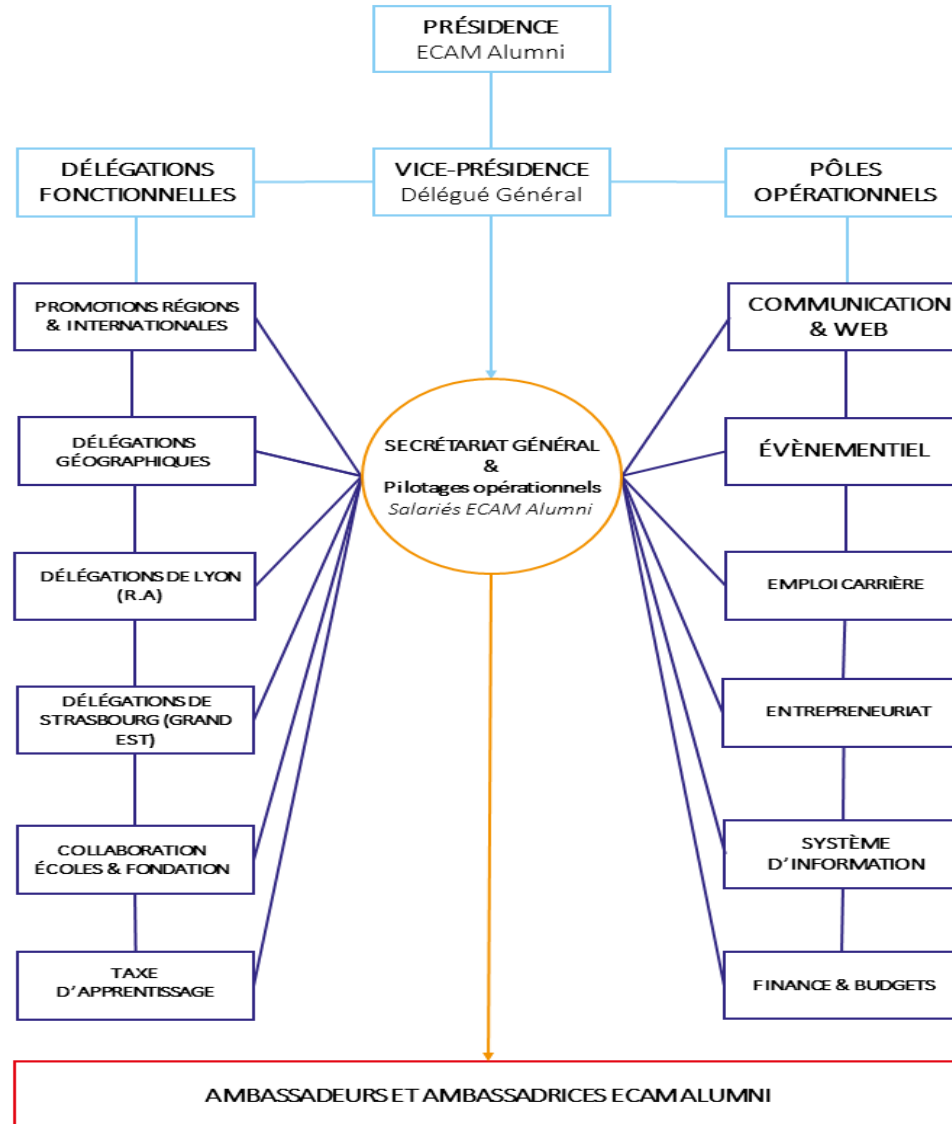 PRÉSIDENCE
ECAM Alumni
DÉLÉGATIONS
FONCTIONNELLES
VICE-PRÉSIDENCE
Délégué Général
PÔLES
OPÉRATIONNELS
PROMOTIONS RÉGIONS
& INTERNATIONALES
DÉLÉGATIONS
GÉOGRAPHIQUES
DÉLÉGATIONS DE LYON
(R.A)
DÉLÉGATIONS DE
STRASBOURG (GRAND
EST)
COLLABORATION
ÉCOLES & FONDATION
TAXE
D'APPRENTISSAGE
SECRÉTARIAT GÉNÉRAL
&
Pilotages opérationnels
Salariés ECAM Alumni
COMMUNICATION
& WEB
ÉVÈNEMENTIEL
EMPLOI CARRIÈRE
ENTREPRENEURIAT
SYSTÈME
D'INFORMATION
FINANCE & BUDGETS
AMBASSADEURS ET AMBASSADRICES ECAM ALUMNI